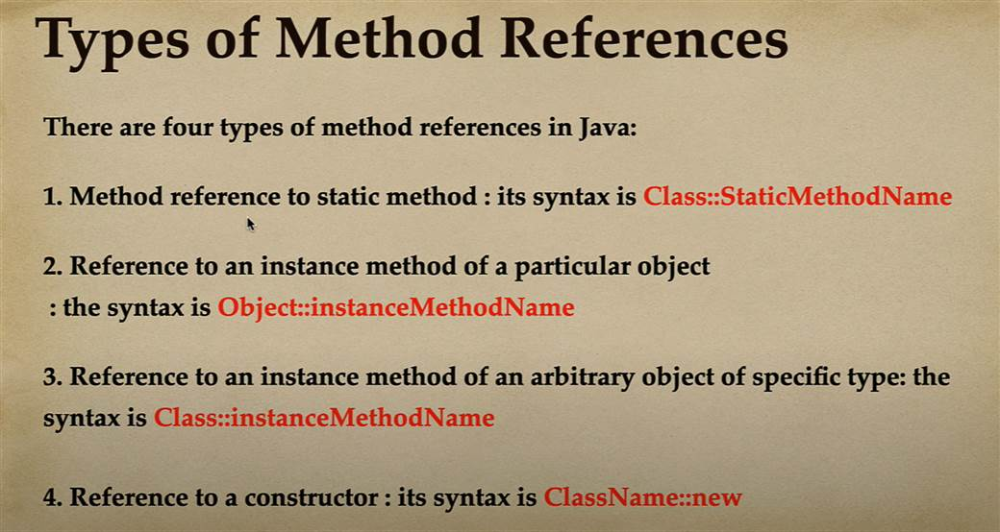 Types of Method References
There are four types of method references in Java:
1. Method reference to static method : its syntax is Class::StaticMethodName
2. Reference to an instance method of a particular object
: the syntax is Object::instanceMethodName
3. Reference to an instance method of an arbitrary object of specific type: the
syntax is Class::instanceMethodName
4. Reference to a constructor : its syntax is ClassName::new